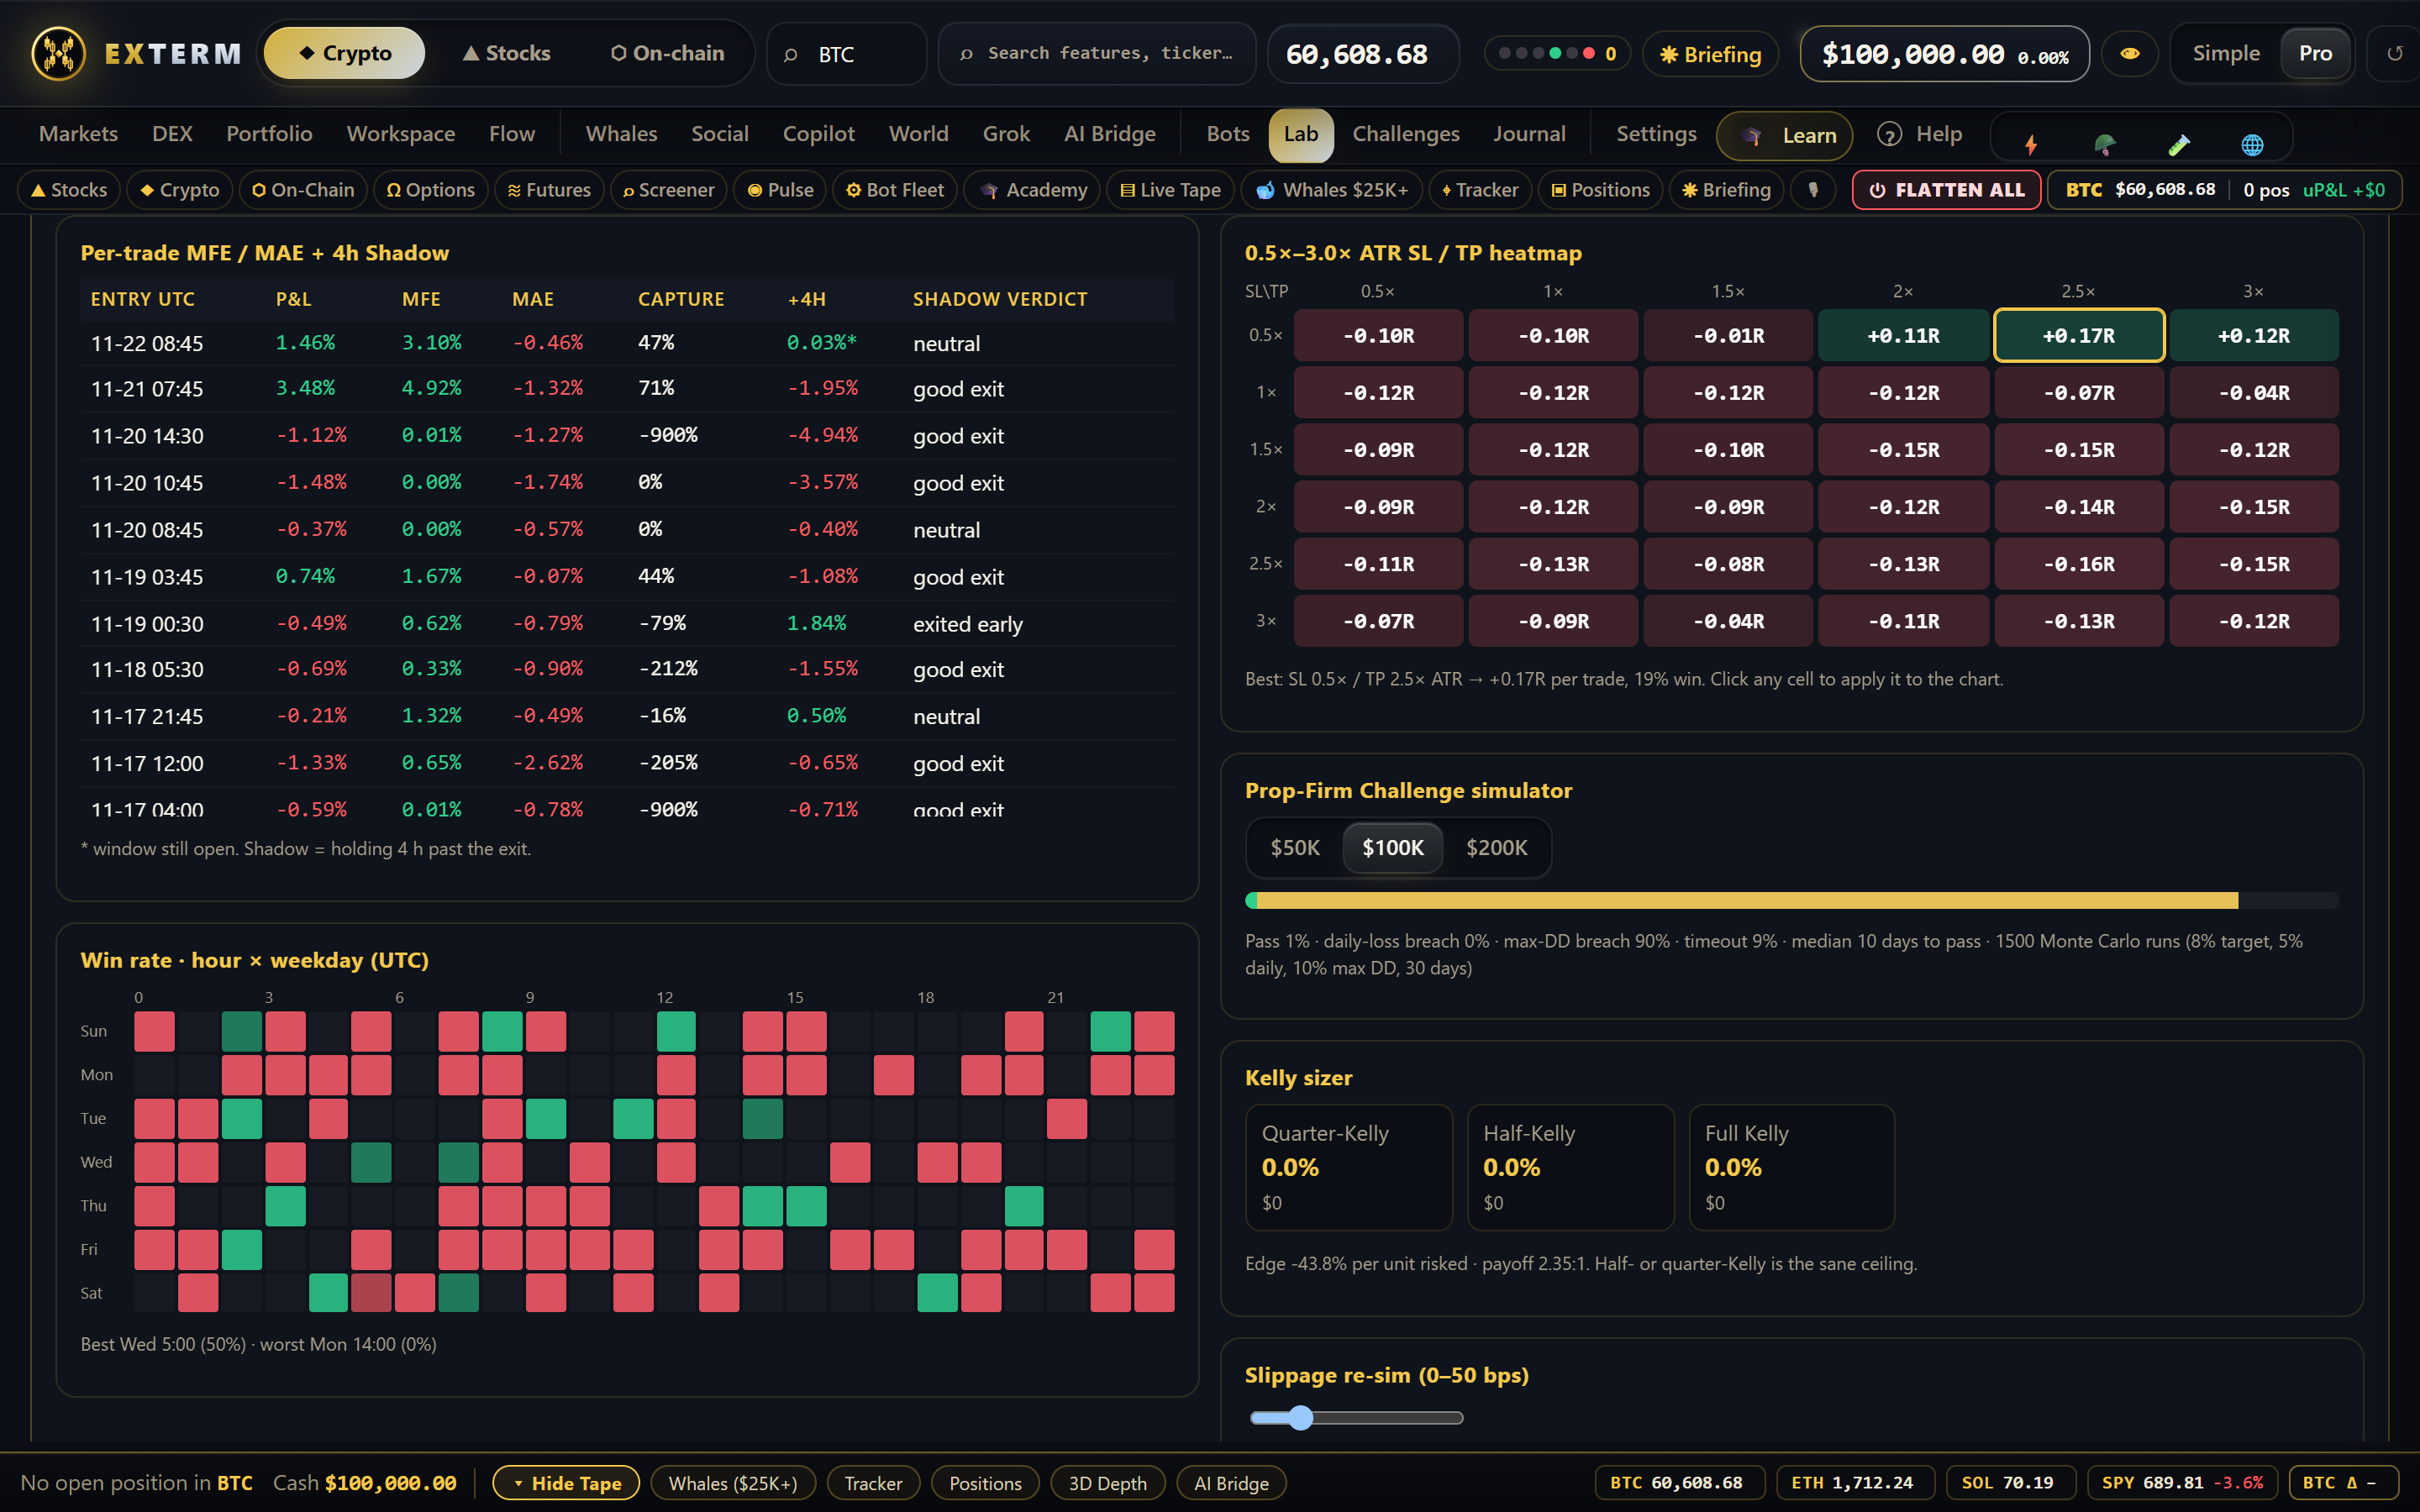 EXTERM
◆ Crypto
▲ Stocks
⬡ On-chain
BTC
Search features, ticker…
60,608.68
0
✱ Briefing
$100,000.00 0.00%
Simple
Pro
Markets DEX Portfolio Workspace Flow Whales Social Copilot World Grok AI Bridge Bots Lab Challenges Journal Settings Learn ? Help
▲ Stocks ◆ Crypto ⬡ On-Chain Ω Options ≋ Futures Screener Pulse Bot Fleet Academy Live Tape Whales $25K+ Tracker Positions ✱ Briefing FLATTEN ALL BTC $60,608.68 0 pos uP&L +$0
Per-trade MFE / MAE + 4h Shadow
ENTRY UTC P&L MFE MAE CAPTURE +4H SHADOW VERDICT
11-22 08:45 1.46% 3.10% -0.46% 47% 0.03%* neutral
11-21 07:45 3.48% 4.92% -1.32% 71% -1.95% good exit
11-20 14:30 -1.12% 0.01% -1.27% -900% -4.94% good exit
11-20 10:45 -1.48% 0.00% -1.74% 0% -3.57% good exit
11-20 08:45 -0.37% 0.00% -0.57% 0% -0.40% neutral
11-19 03:45 0.74% 1.67% -0.07% 44% -1.08% good exit
11-19 00:30 -0.49% 0.62% -0.79% -79% 1.84% exited early
11-18 05:30 -0.69% 0.33% -0.90% -212% -1.55% good exit
11-17 21:45 -0.21% 1.32% -0.49% -16% 0.50% neutral
11-17 12:00 -1.33% 0.65% -2.62% -205% -0.65% good exit
11-17 04:00 -0.59% 0.01% -0.78% -900% -0.71% good exit
* window still open. Shadow = holding 4 h past the exit.
Win rate · hour × weekday (UTC)
0 3 6 9 12 15 18 21
Sun
Mon
Tue
Wed
Thu
Fri
Sat
Best Wed 5:00 (50%) · worst Mon 14:00 (0%)
0.5×–3.0× ATR SL / TP heatmap
SL\TP 0.5× 1× 1.5× 2× 2.5× 3×
0.5× -0.10R -0.10R -0.01R +0.11R +0.17R +0.12R
1× -0.12R -0.12R -0.12R -0.12R -0.07R -0.04R
1.5× -0.09R -0.12R -0.10R -0.15R -0.15R -0.12R
2× -0.09R -0.12R -0.09R -0.12R -0.14R -0.15R
2.5× -0.11R -0.13R -0.08R -0.13R -0.16R -0.15R
3× -0.07R -0.09R -0.04R -0.11R -0.13R -0.12R
Best: SL 0.5× / TP 2.5× ATR → +0.17R per trade, 19% win. Click any cell to apply it to the chart.
Prop-Firm Challenge simulator
$50K $100K $200K
Pass 1% · daily-loss breach 0% · max-DD breach 90% · timeout 9% · median 10 days to pass · 1500 Monte Carlo runs (8% target, 5%
daily, 10% max DD, 30 days)
Kelly sizer
Quarter-Kelly Half-Kelly Full Kelly
0.0% 0.0% 0.0%
$0 $0 $0
Edge -43.8% per unit risked · payoff 2.35:1. Half- or quarter-Kelly is the sane ceiling.
Slippage re-sim (0–50 bps)
No open position in BTC Cash $100,000.00 ▼ Hide Tape Whales ($25K+) Tracker Positions 3D Depth AI Bridge BTC 60,608.68 ETH 1,712.24 SOL 70.19 SPY 689.81 -3.6% BTC Δ –